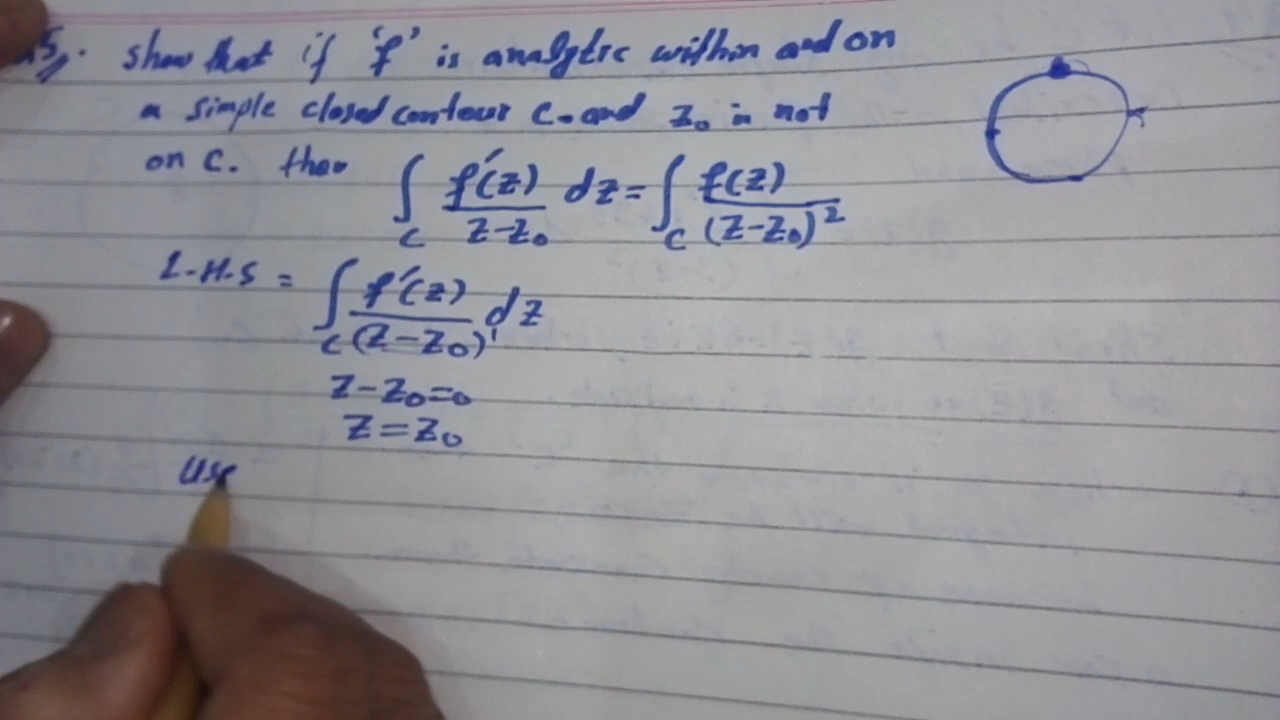 5. Show that if 'f' is analytic within and on
a simple closed contour C. and z₀ is not
on C. then ∫_C f′(z)/(z-z₀) dz = ∫_C f(z)/(z-z₀)²
L.H.S = ∫_C f′(z)/(z-z₀)¹ dz
z-z₀=0
z=z₀
Use